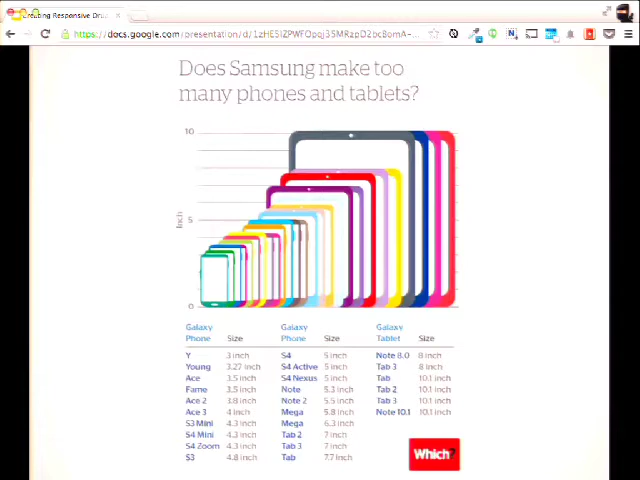 Creating Responsive Dru
https://docs.google.com/presentation/d/
Does Samsung make too
many phones and tablets?
10
Inch
5
0
Galaxy Phone Size
Y 3 inch
Young 3.27 inch
Ace 3.5 inch
Fame 3.5 inch
Ace 2 3.8 inch
Ace 3 4 inch
S3 Mini 4.3 inch
S4 Mini 4.3 inch
S4 Zoom 4.3 inch
S3 4.8 inch
Galaxy Phone Size
S4 5 inch
S4 Active 5 inch
S4 Nexus 5 inch
Note 5.3 inch
Note 2 5.5 inch
Mega 5.8 inch
Mega 6.3 inch
Tab 2 7 inch
Tab 3 7 inch
Tab 7.7 inch
Galaxy Tablet Size
Note 8.0 8 inch
Tab 3 8 inch
Tab 10.1 inch
Tab 2 10.1 inch
Tab 3 10.1 inch
Note 10.1 10.1 inch
Which?